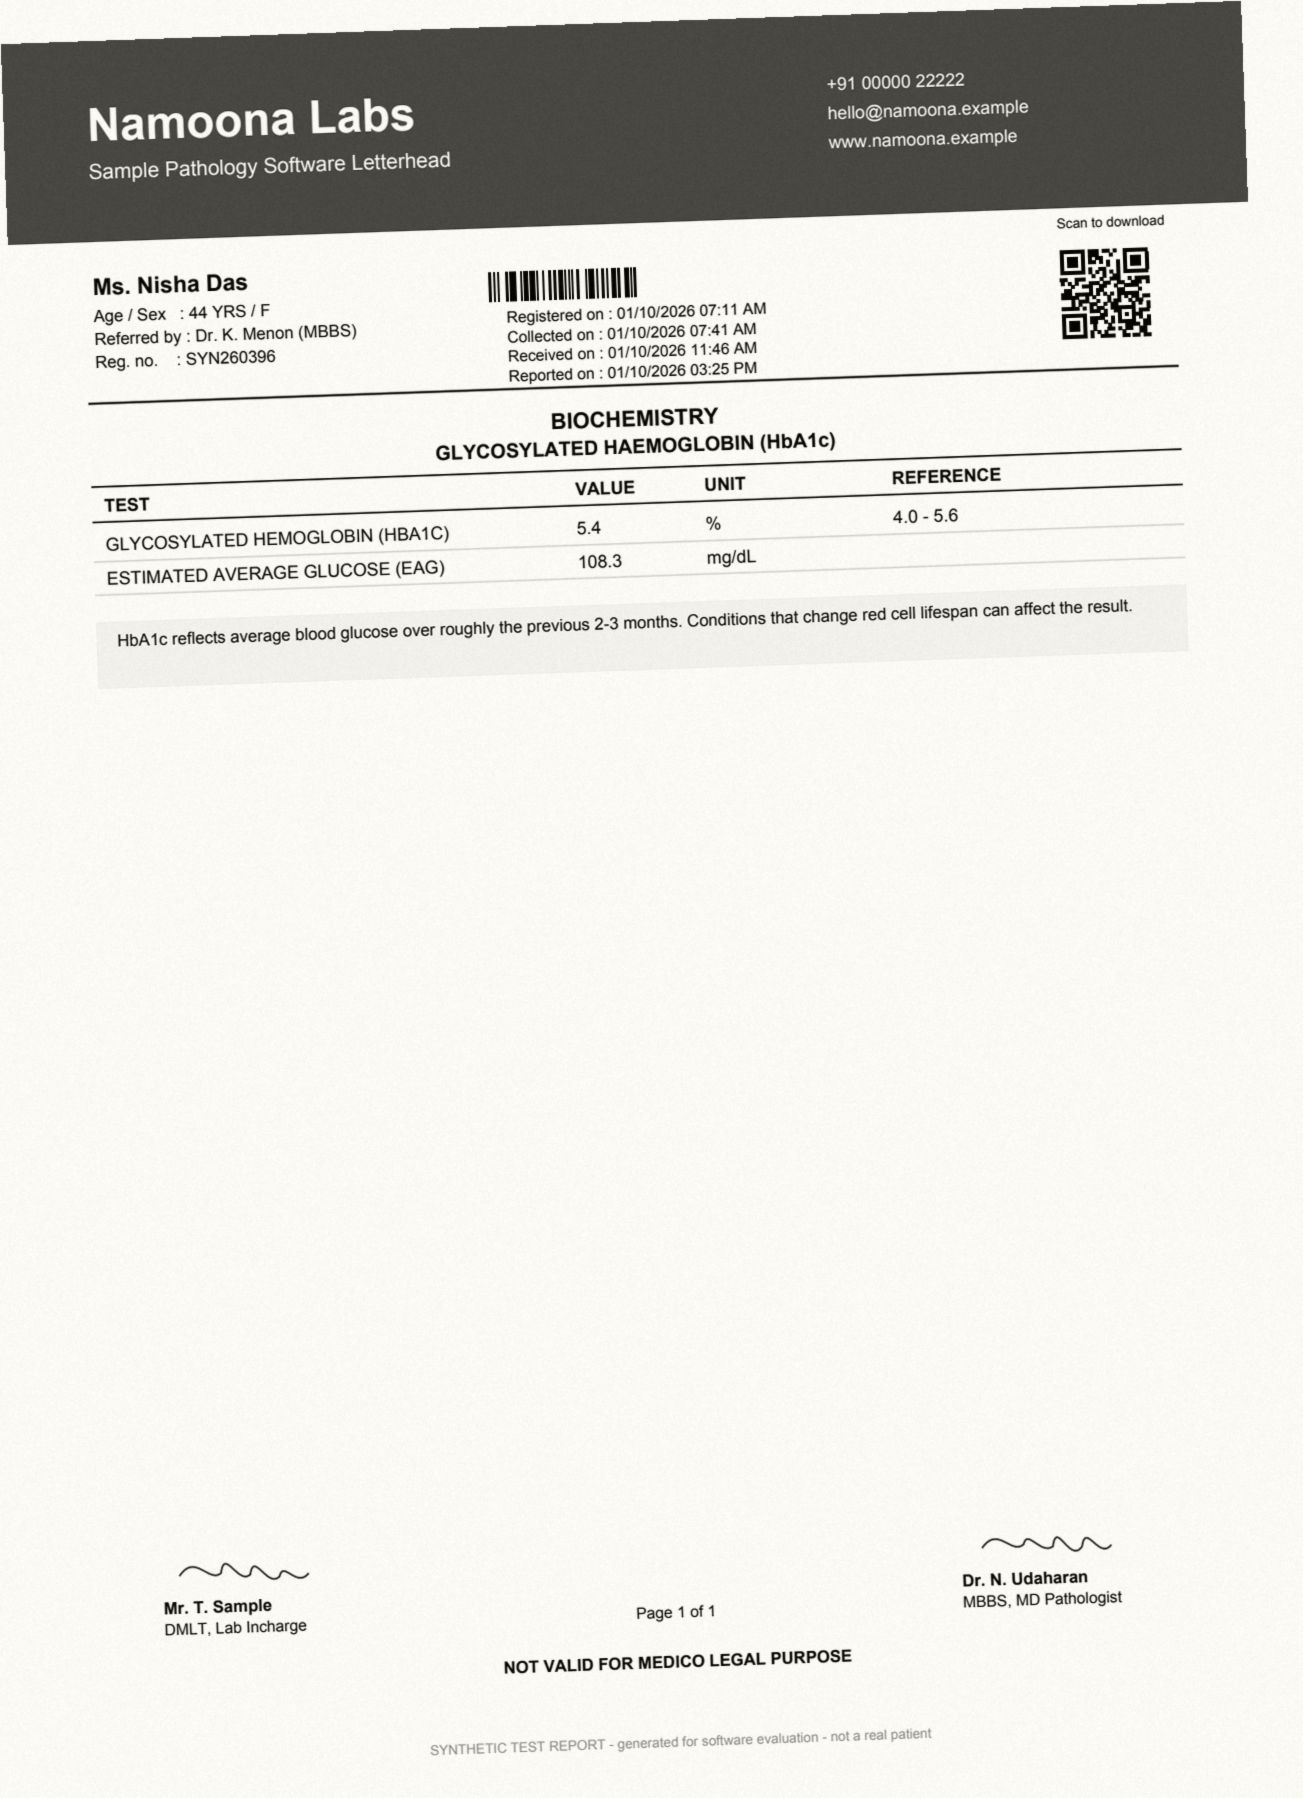 Namoona Labs
Sample Pathology Software Letterhead
+91 00000 22222
hello@namoona.example
www.namoona.example
Scan to download
Ms. Nisha Das
Age / Sex : 44 YRS / F
Referred by : Dr. K. Menon (MBBS)
Reg. no. : SYN260396
Registered on : 01/10/2026 07:11 AM
Collected on : 01/10/2026 07:41 AM
Received on : 01/10/2026 11:46 AM
Reported on : 01/10/2026 03:25 PM
BIOCHEMISTRY
GLYCOSYLATED HAEMOGLOBIN (HbA1c)
TEST VALUE UNIT REFERENCE
GLYCOSYLATED HEMOGLOBIN (HBA1C) 5.4 % 4.0 - 5.6
ESTIMATED AVERAGE GLUCOSE (EAG) 108.3 mg/dL
HbA1c reflects average blood glucose over roughly the previous 2-3 months. Conditions that change red cell lifespan can affect the result.
Mr. T. Sample
DMLT, Lab Incharge
Page 1 of 1
Dr. N. Udaharan
MBBS, MD Pathologist
NOT VALID FOR MEDICO LEGAL PURPOSE
SYNTHETIC TEST REPORT - generated for software evaluation - not a real patient